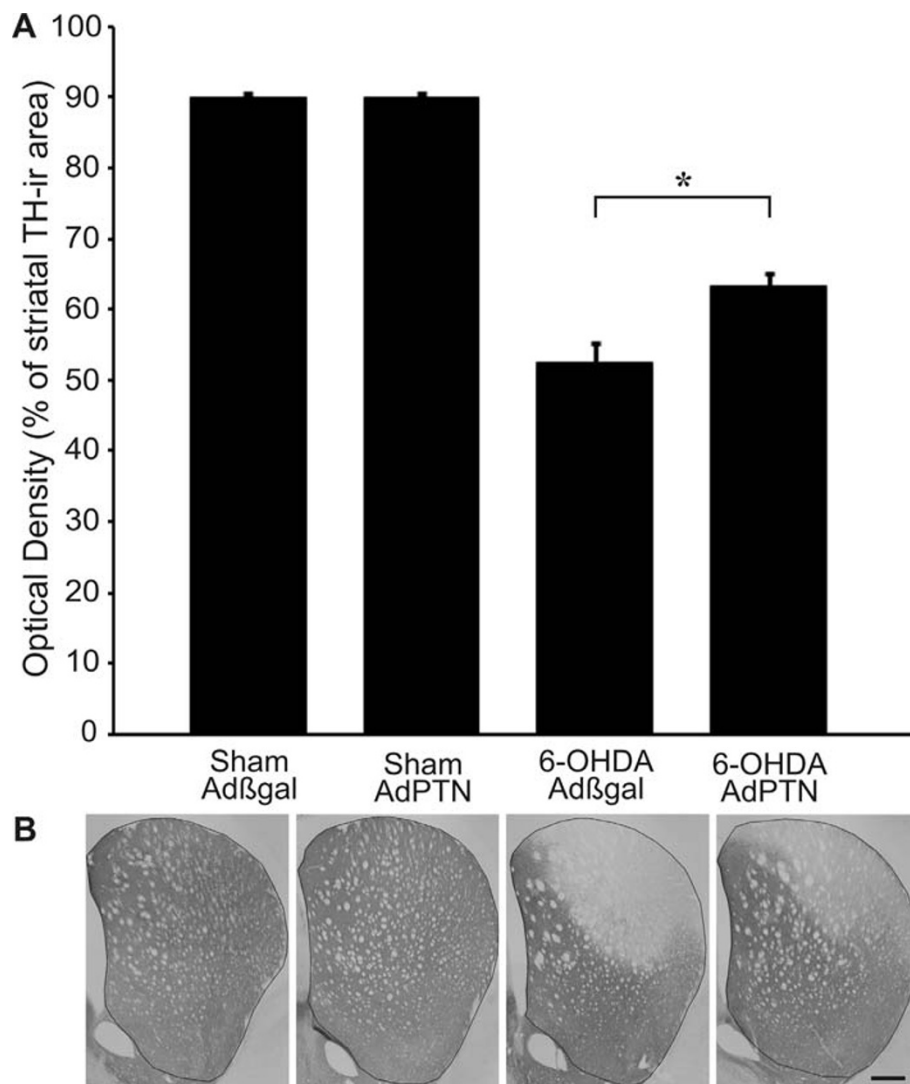 A
100
90
80
70
60
50
40
30
20
10
0
Optical Density (% of striatal TH-ir area)
*
Sham
Adßgal
Sham
AdPTN
6-OHDA
Adßgal
6-OHDA
AdPTN
B